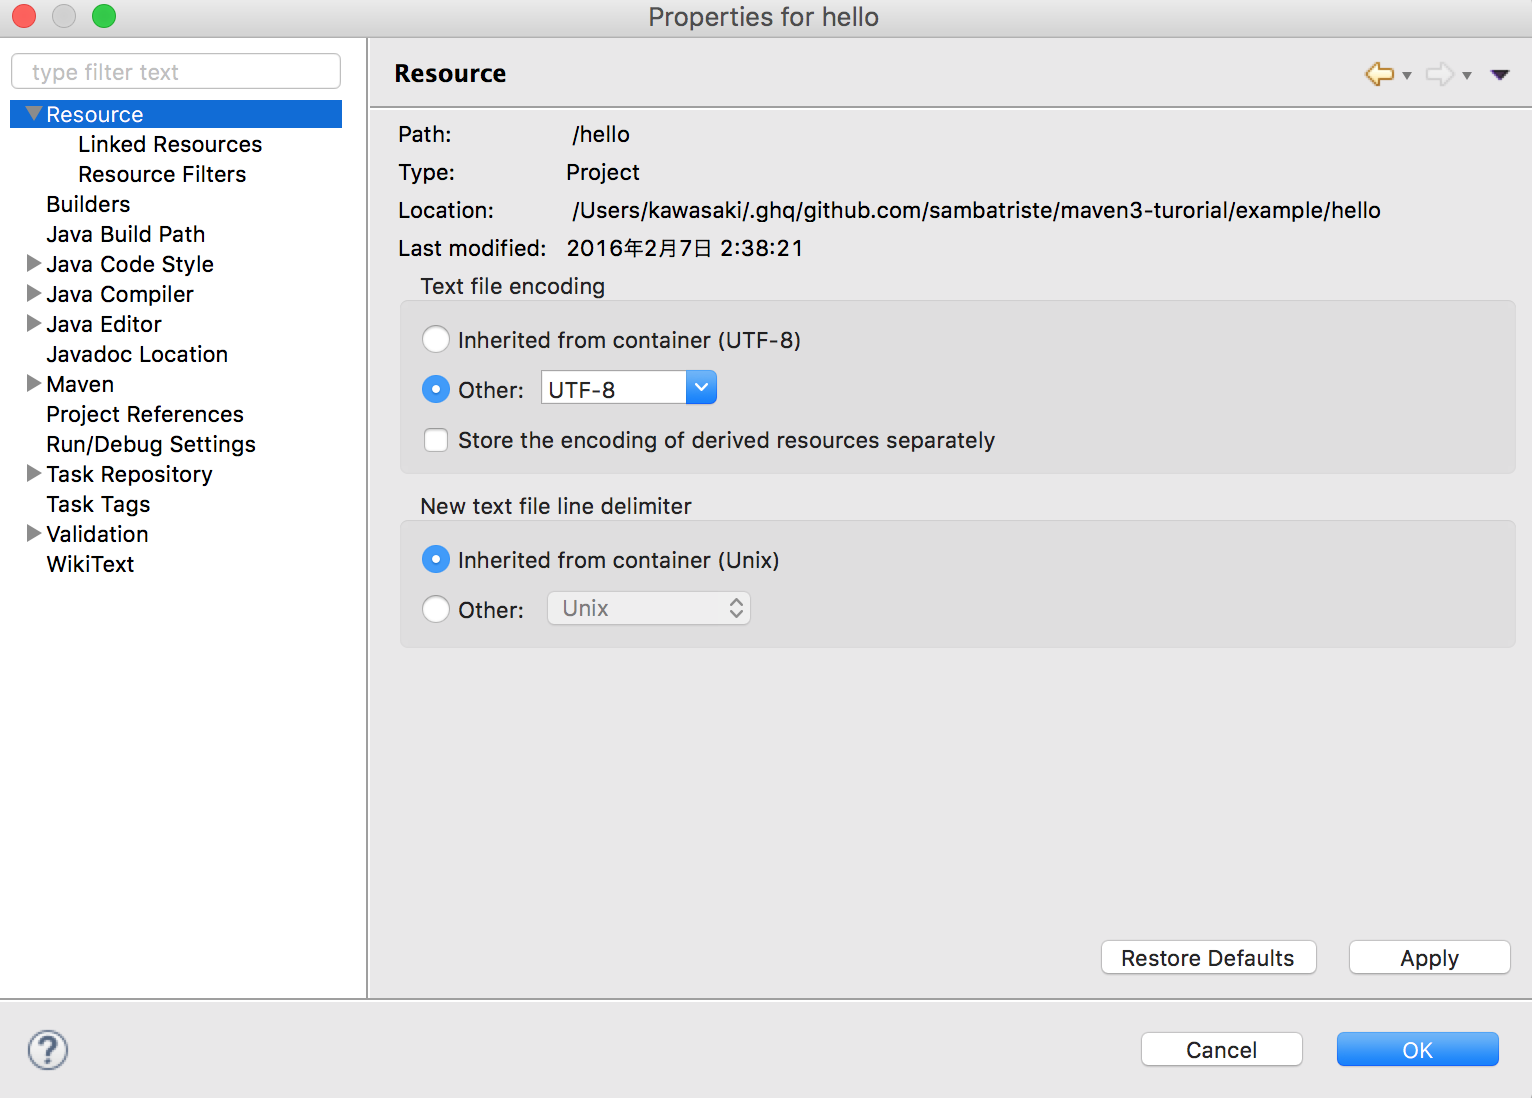 Properties for hello
type filter text
Resource
Linked Resources
Resource Filters
Builders
Java Build Path
Java Code Style
Java Compiler
Java Editor
Javadoc Location
Maven
Project References
Run/Debug Settings
Task Repository
Task Tags
Validation
WikiText
Resource
Path: /hello
Type: Project
Location: /Users/kawasaki/.ghq/github.com/sambatriste/maven3-turorial/example/hello
Last modified: 2016年2月7日 2:38:21
Text file encoding
Inherited from container (UTF-8)
Other: UTF-8
Store the encoding of derived resources separately
New text file line delimiter
Inherited from container (Unix)
Other: Unix
Restore Defaults Apply
? Cancel OK